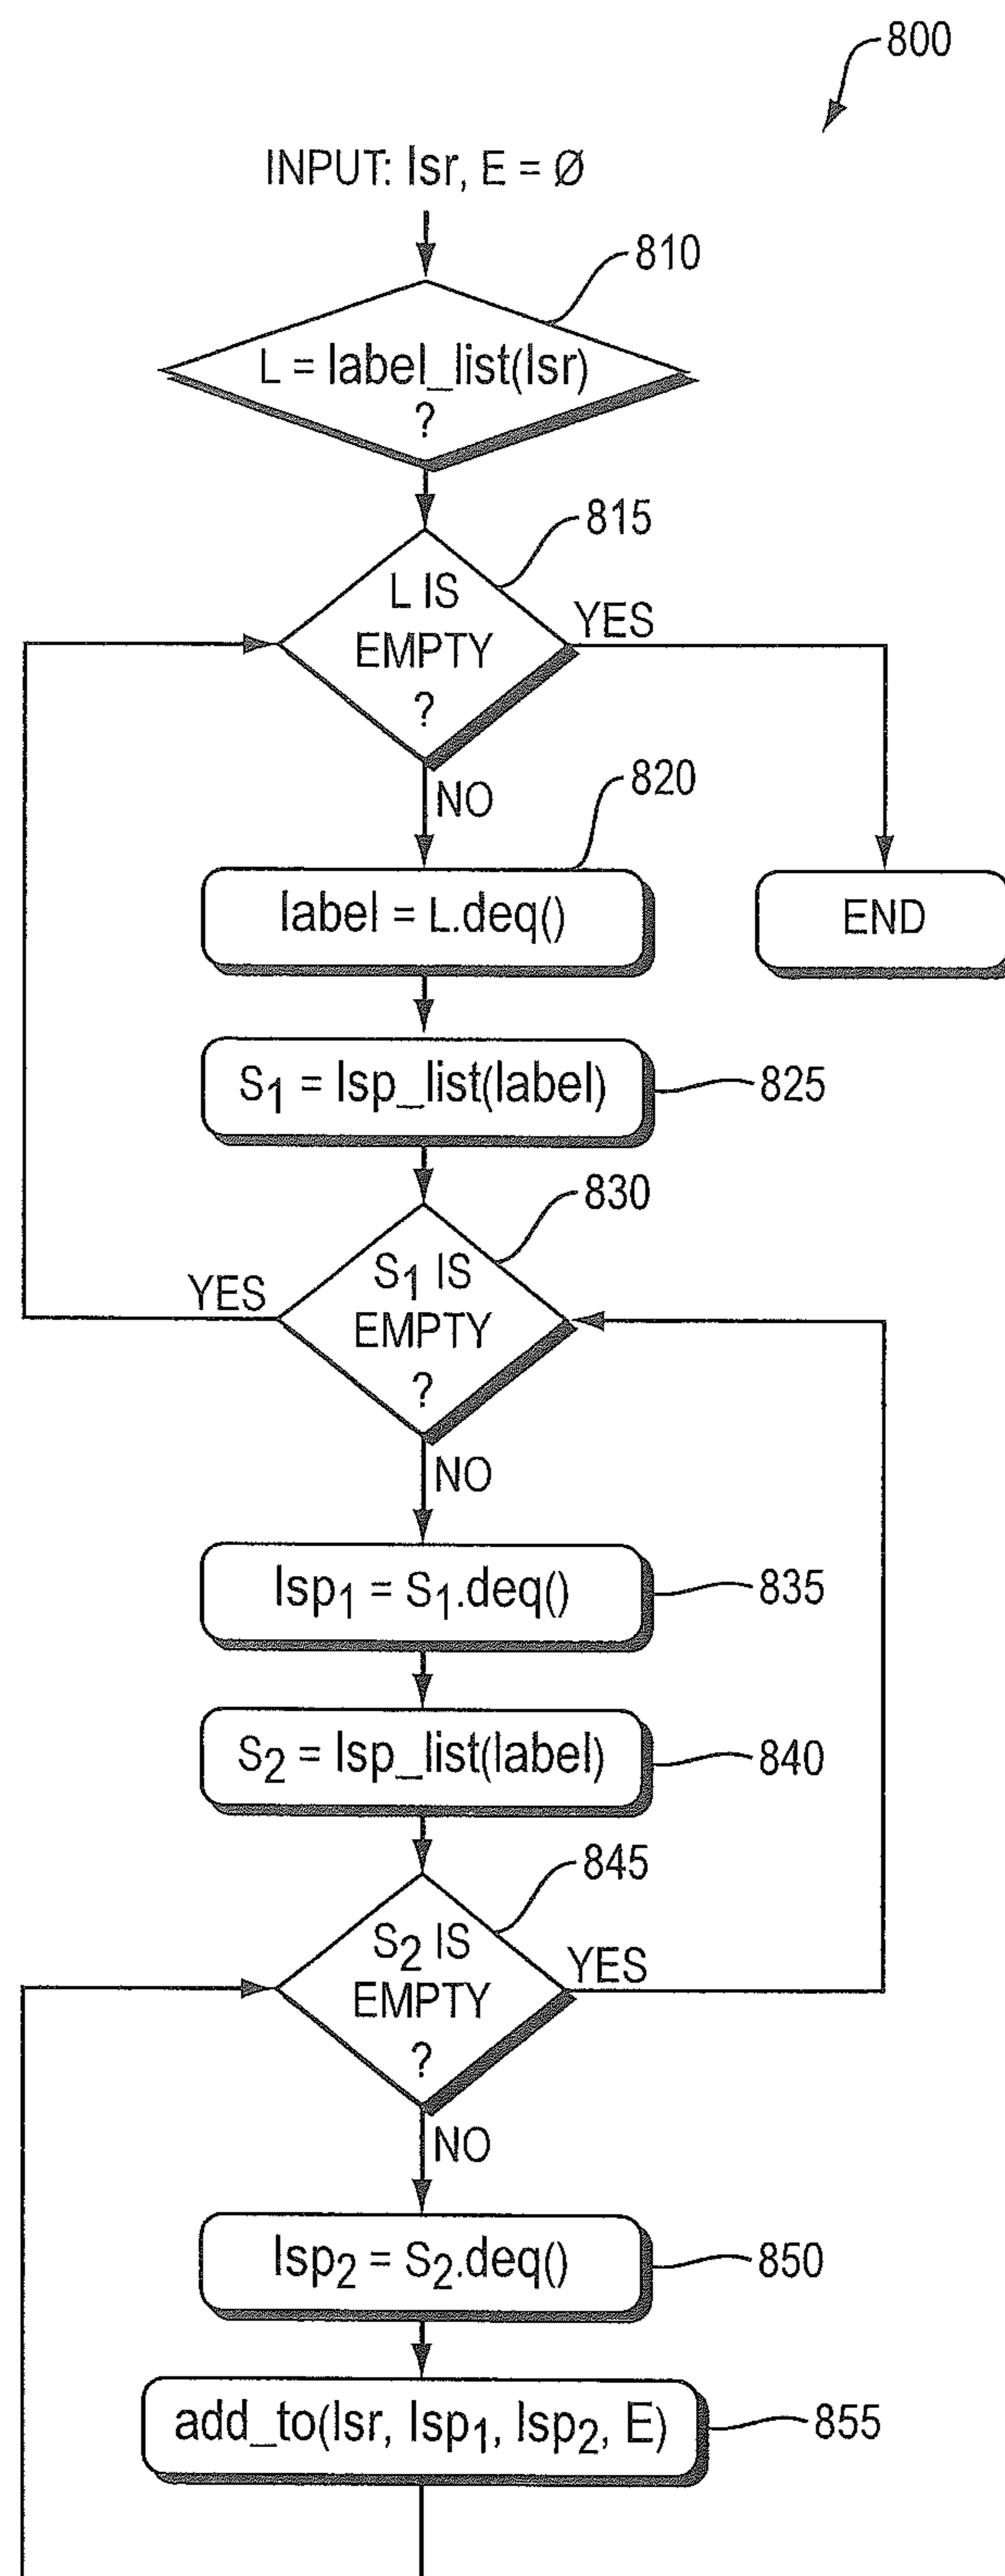 800
INPUT: lsr, E = Ø
810
L = label_list(lsr)
?
815
L IS
EMPTY
?
YES
NO
820
label = L.deq()
END
S1 = lsp_list(label)
825
830
S1 IS
EMPTY
?
YES
NO
lsp1 = S1.deq()
835
S2 = lsp_list(label)
840
845
S2 IS
EMPTY
?
YES
NO
lsp2 = S2.deq()
850
add_to(lsr, lsp1, lsp2, E)
855